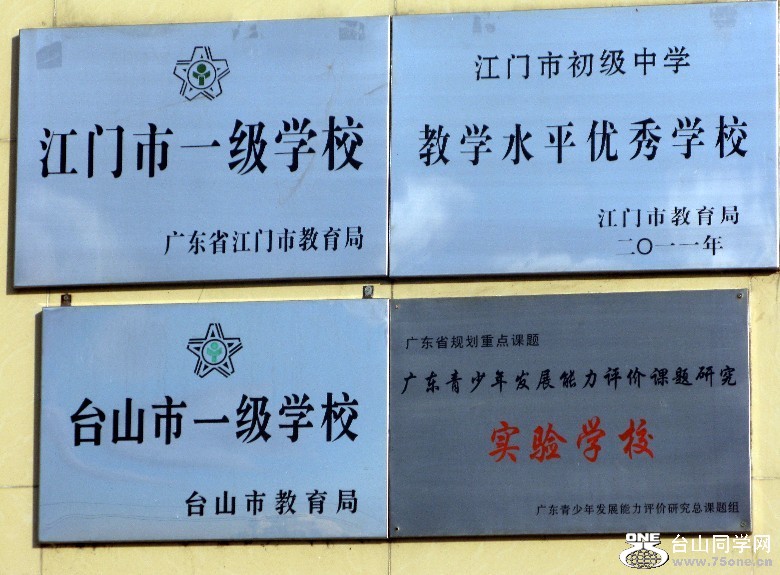 江门市一级学校
广东省江门市教育局
江门市初级中学
教学水平优秀学校
江门市教育局
二〇一一年
台山市一级学校
台山市教育局
广东省规划重点课题
广东青少年发展能力评价课题研究
实验学校
广东青少年发展能力评价研究总课题组
ONE 台山同学网
www.75one.cn